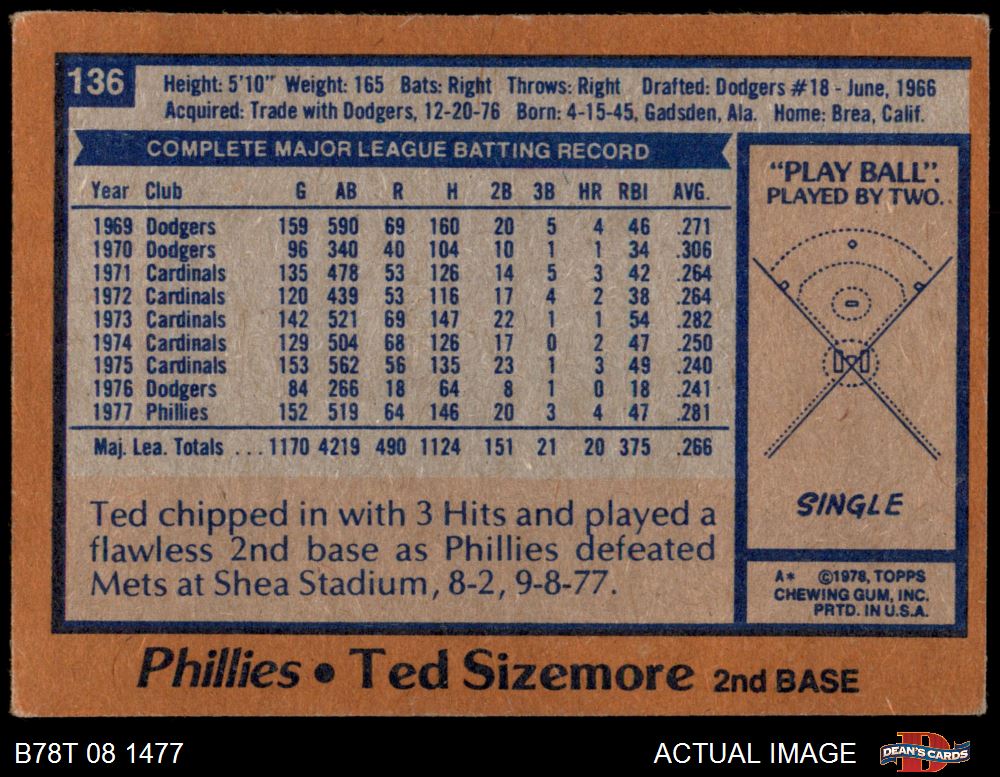 136
Height: 5'10" Weight: 165 Bats: Right Throws: Right Drafted: Dodgers #18 - June, 1966
Acquired: Trade with Dodgers, 12-20-76 Born: 4-15-45, Gadsden, Ala. Home: Brea, Calif.
COMPLETE MAJOR LEAGUE BATTING RECORD
Year Club G AB R H 2B 3B HR RBI AVG.
1969 Dodgers 159 590 69 160 20 5 4 46 .271
1970 Dodgers 96 340 40 104 10 1 1 34 .306
1971 Cardinals 135 478 53 126 14 5 3 42 .264
1972 Cardinals 120 439 53 116 17 4 2 38 .264
1973 Cardinals 142 521 69 147 22 1 1 54 .282
1974 Cardinals 129 504 68 126 17 0 2 47 .250
1975 Cardinals 153 562 56 135 23 1 3 49 .240
1976 Dodgers 84 266 18 64 8 1 0 18 .241
1977 Phillies 152 519 64 146 20 3 4 47 .281
Maj. Lea. Totals ... 1170 4219 490 1124 151 21 20 375 .266
Ted chipped in with 3 Hits and played a
flawless 2nd base as Phillies defeated
Mets at Shea Stadium, 8-2, 9-8-77.
"PLAY BALL".
PLAYED BY TWO.
SINGLE
A* ©1978, TOPPS
CHEWING GUM, INC.
PRTD. IN U.S.A.
Phillies • Ted Sizemore 2nd BASE
B78T 08 1477
ACTUAL IMAGE
DEAN'S CARDS